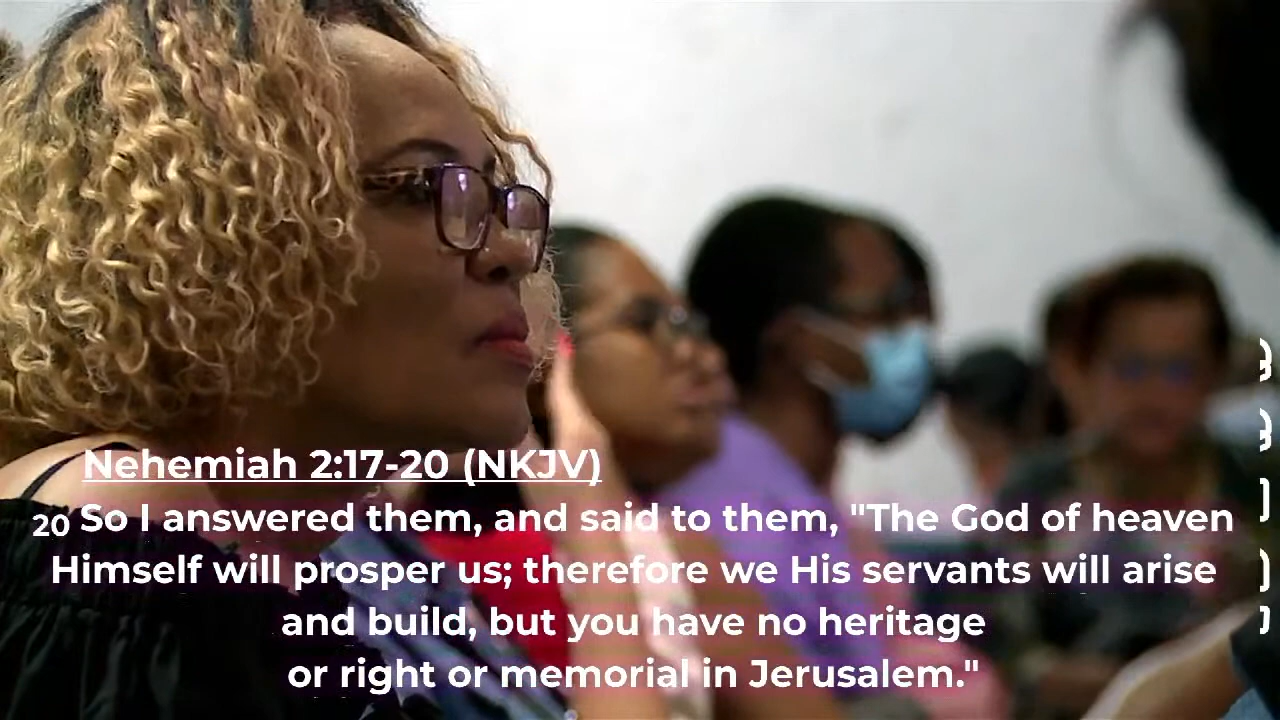 Nehemiah 2:17-20 (NKJV)
20 So I answered them, and said to them, "The God of heaven
Himself will prosper us; therefore we His servants will arise
and build, but you have no heritage
or right or memorial in Jerusalem."